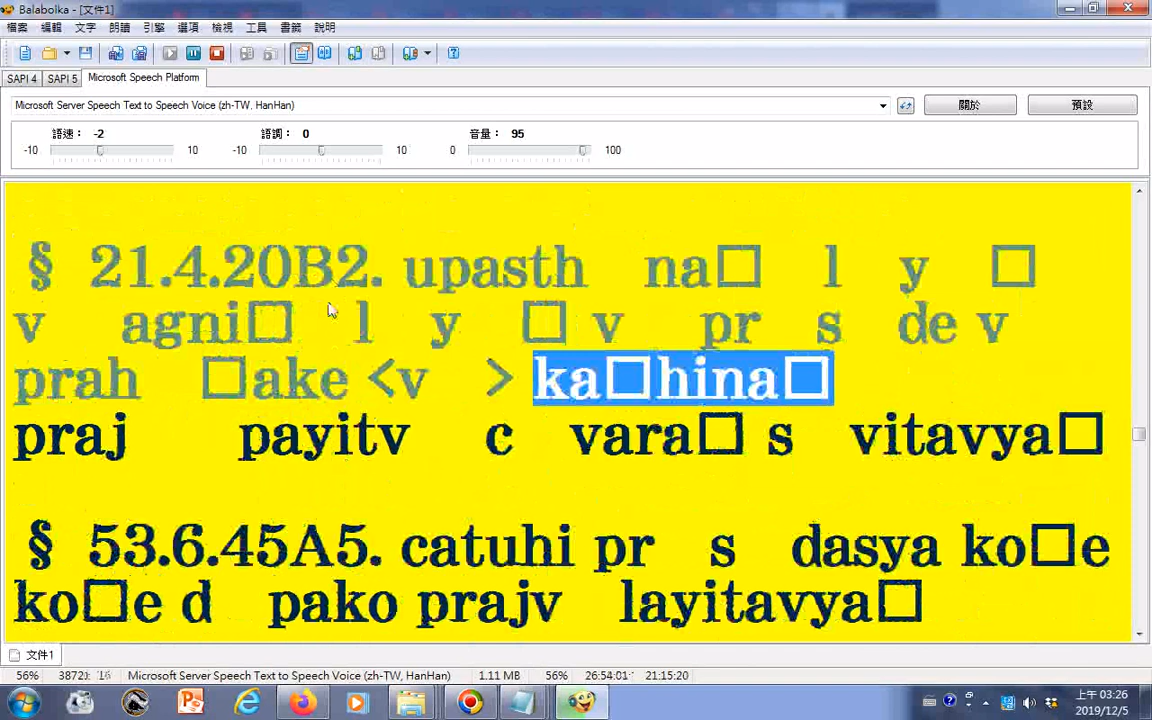 Balabolka - [文件1]
檔案 編輯 文字 朗讀 引擎 選項 檢視 工具 書籤 說明
SAPI 4 SAPI 5 Microsoft Speech Platform
Microsoft Server Speech Text to Speech Voice (zh-TW, HanHan) 關於 預設
語速： -2 語調： 0 音量： 95
-10 10 -10 10 0 100
§ 21.4.20B2. upasth na□ l y □
v agni□ l y □ v pr s de v
prah □ake <v > ka□hina□
praj payitv c vara□ s vitavya□
§ 53.6.45A5. catuhi pr s dasya ko□e
ko□e d pako prajv layitavya□
文件1
56% Microsoft Server Speech Text to Speech Voice (zh-TW, HanHan) 1.11 MB 56% 21:15:20
上午 03:26
2019/12/5